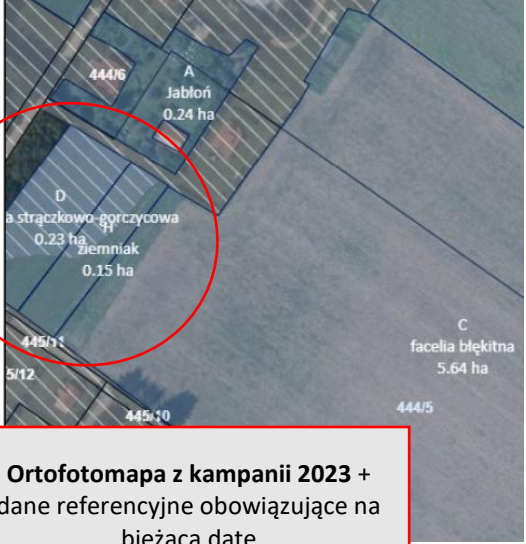 444/6
A
Jabłoń
0.24 ha
D
a strączkowo-gorczycowa
0.23 ha
H
ziemniak
0.15 ha
C
facelia błękitna
5.64 ha
445/11
5/12
445/10
444/5
Ortofotomapa z kampanii 2023 +
dane referencyjne obowiązujące na
bieżącą datę